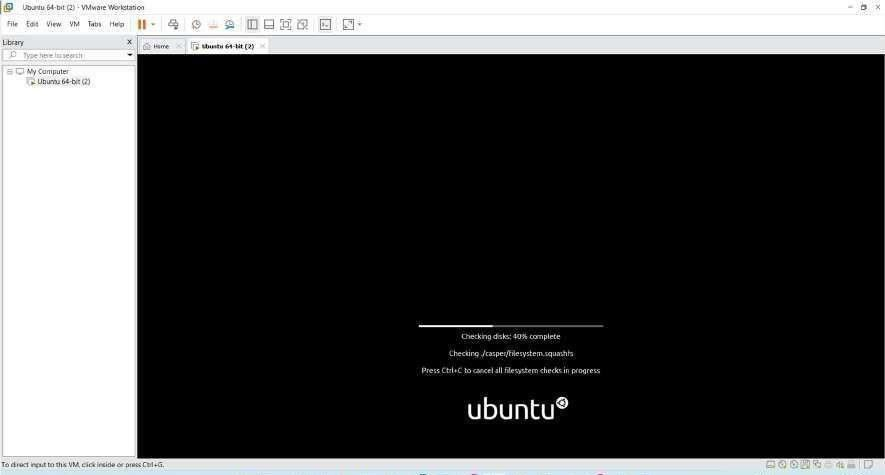 Ubuntu 64-bit (2) - VMware Workstation
File Edit View VM Tabs Help
Library
Type here to search
My Computer
Ubuntu 64-bit (2)
Home
Ubuntu 64-bit (2)
Checking disks: 40% complete
Checking ./casper/filesystem.squashfs
Press Ctrl+C to cancel all filesystem checks in progress
ubuntu
To direct input to this VM, click inside or press Ctrl+G.